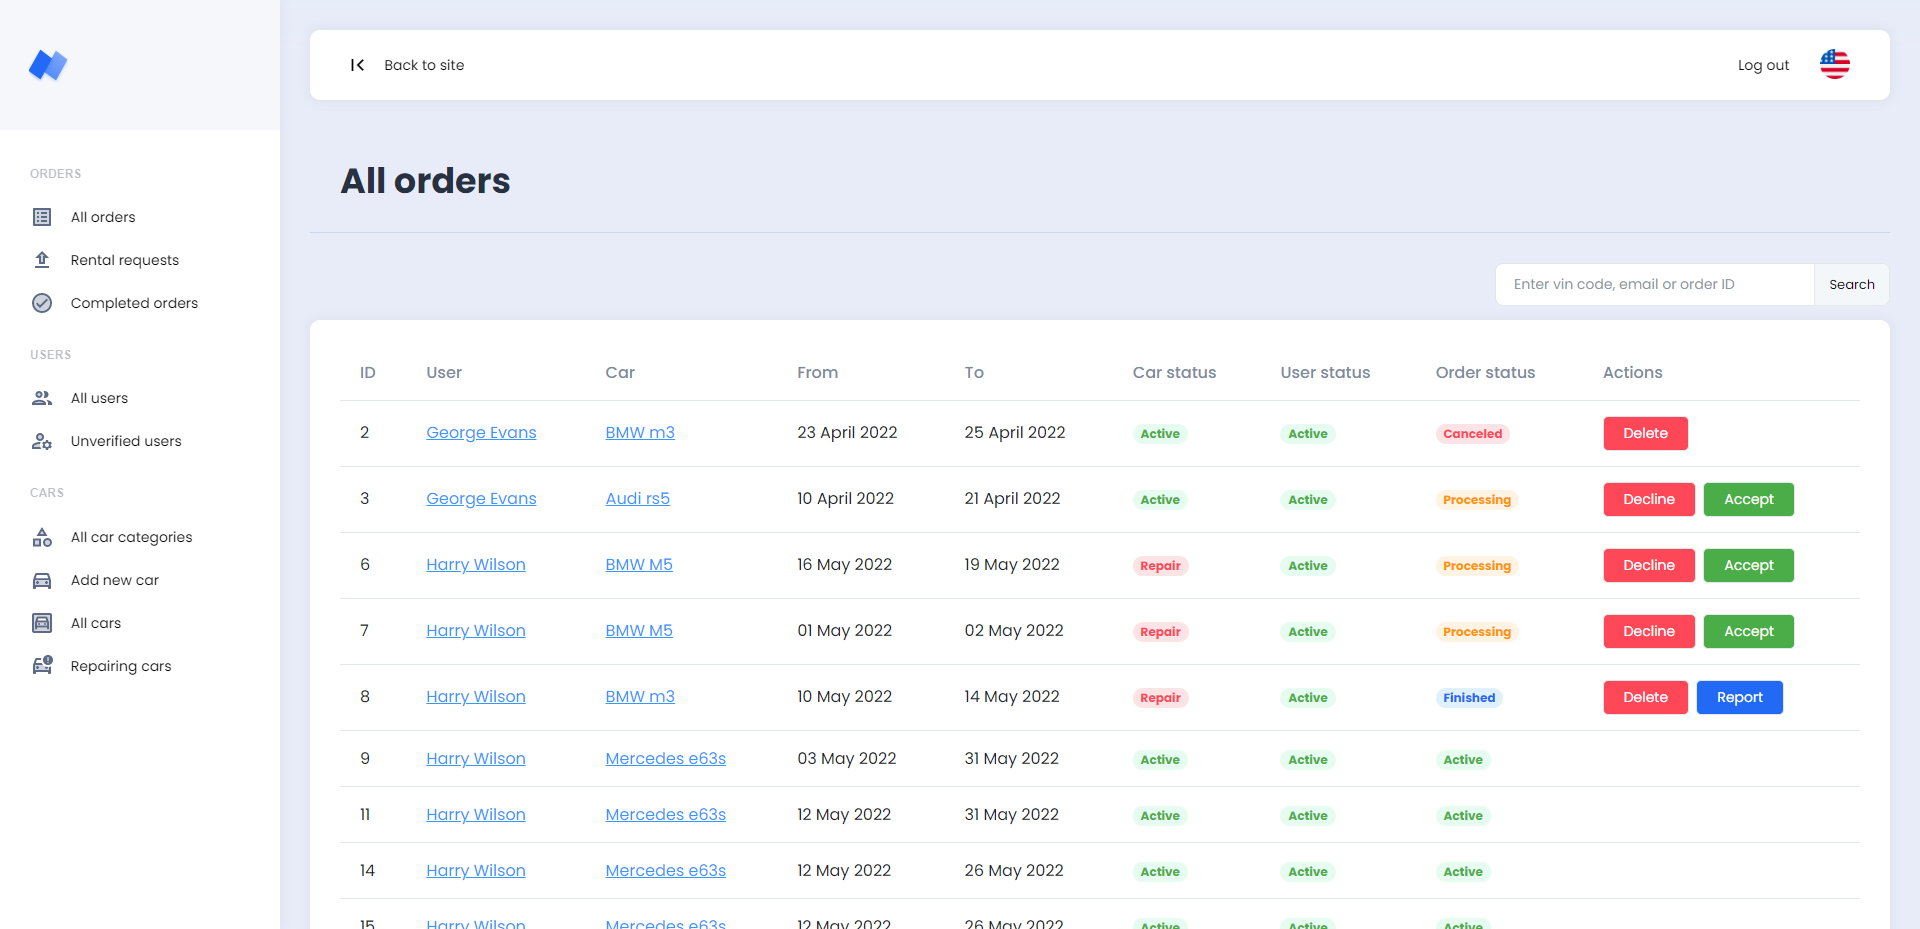 Back to site
Log out
ORDERS
All orders
Rental requests
Completed orders
USERS
All users
Unverified users
CARS
All car categories
Add new car
All cars
Repairing cars
All orders
Enter vin code, email or order ID Search
ID User Car From To Car status User status Order status Actions
2 George Evans BMW m3 23 April 2022 25 April 2022 Active Active Canceled Delete
3 George Evans Audi rs5 10 April 2022 21 April 2022 Active Active Processing Decline Accept
6 Harry Wilson BMW M5 16 May 2022 19 May 2022 Repair Active Processing Decline Accept
7 Harry Wilson BMW M5 01 May 2022 02 May 2022 Repair Active Processing Decline Accept
8 Harry Wilson BMW m3 10 May 2022 14 May 2022 Repair Active Finished Delete Report
9 Harry Wilson Mercedes e63s 03 May 2022 31 May 2022 Active Active Active
11 Harry Wilson Mercedes e63s 12 May 2022 31 May 2022 Active Active Active
14 Harry Wilson Mercedes e63s 12 May 2022 26 May 2022 Active Active Active
15 Harry Wilson Mercedes e63s 12 May 2022 26 May 2022 Active Active Active